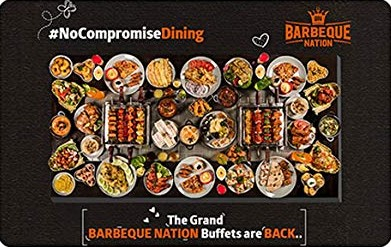 #NoCompromiseDining
BARBEQUE
NATION
The Grand
BARBEQUE NATION Buffets are BACK..